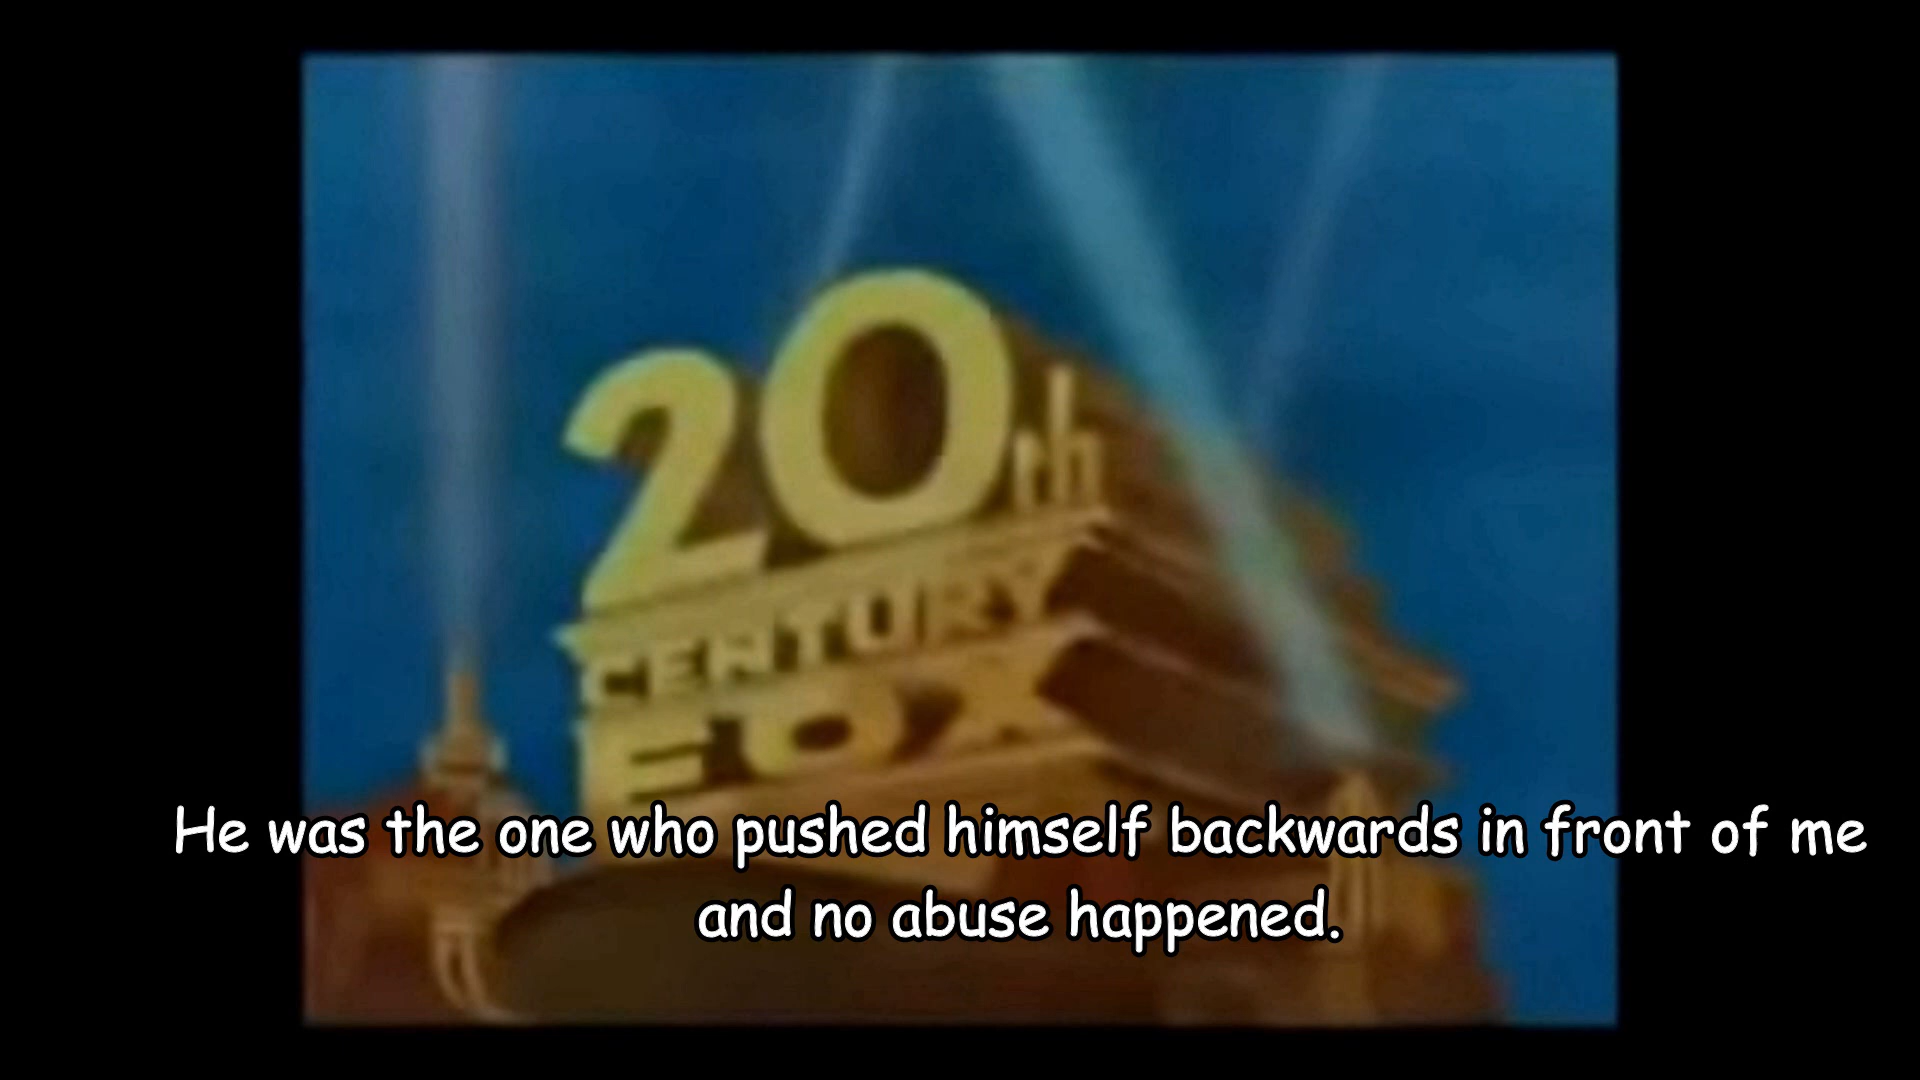 20th
CENTURY
FOX
He was the one who pushed himself backwards in front of me
and no abuse happened.